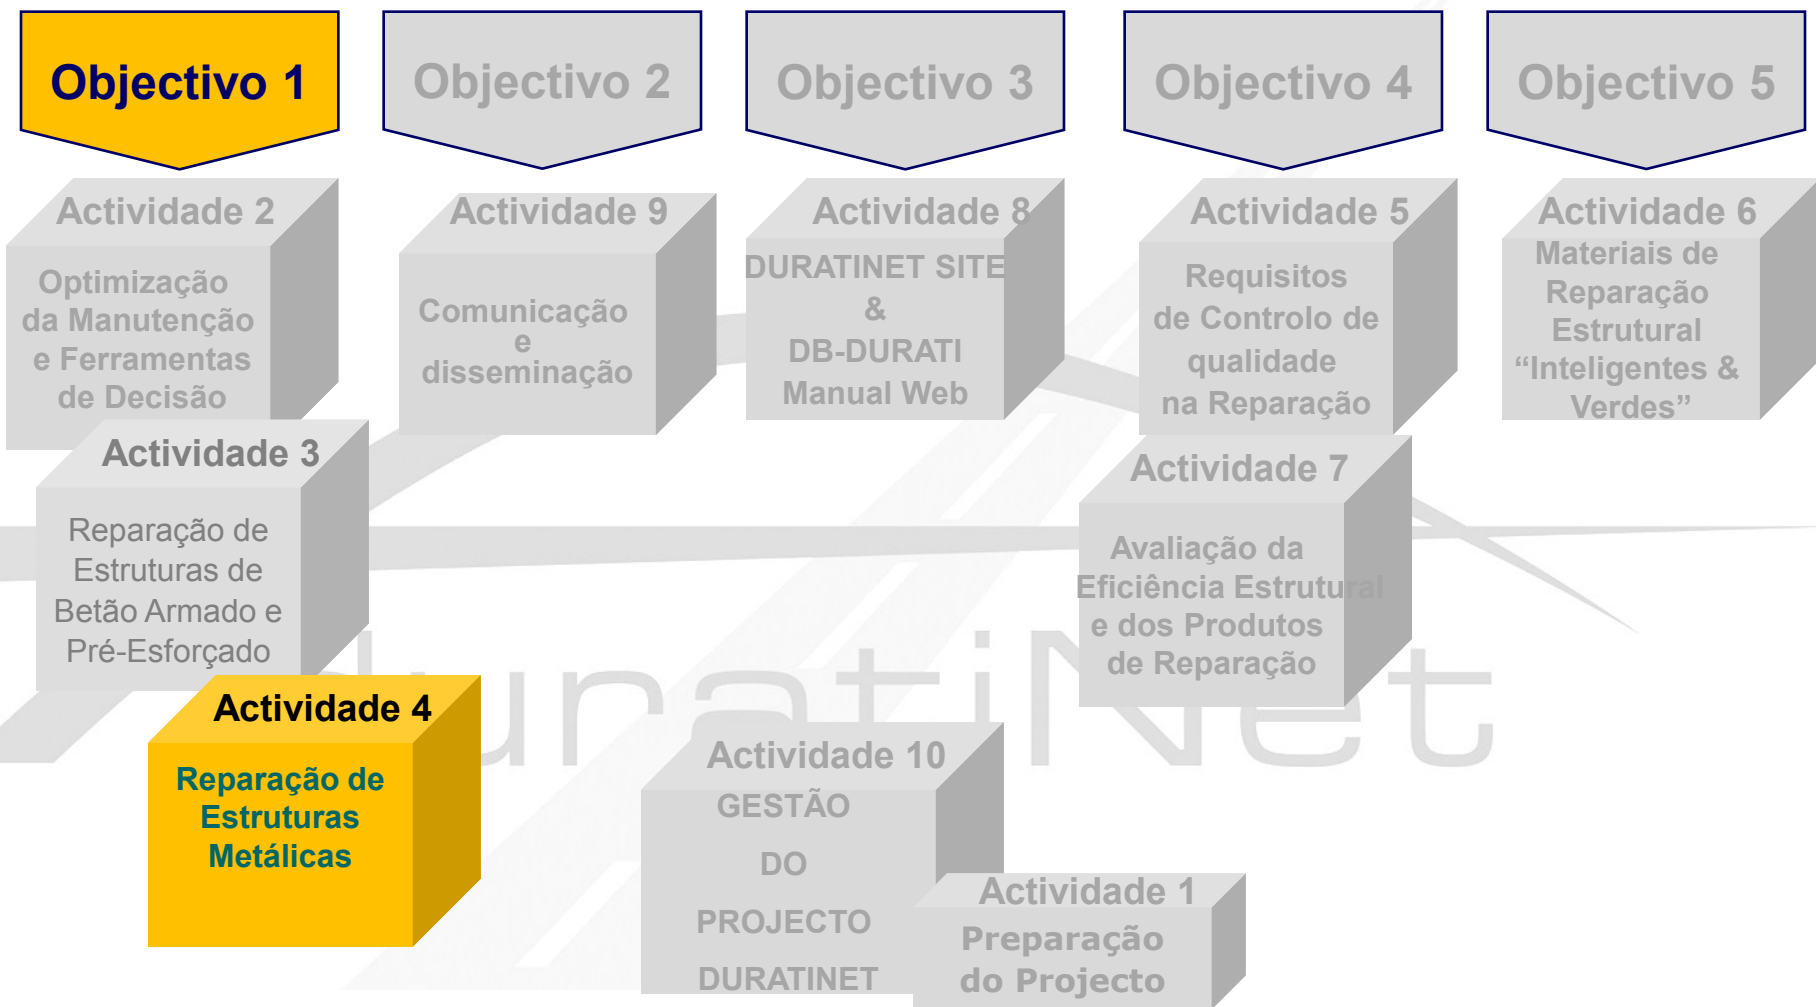 Objectivo 1
Objectivo 2
Objectivo 3
Objectivo 4
Objectivo 5
Actividade 2
Optimização
da Manutenção
e Ferramentas
de Decisão
Actividade 9
Comunicação
e
disseminação
Actividade 8
DURATINET SITE
&
DB-DURATI
Manual Web
Actividade 5
Requisitos
de Controlo de
qualidade
na Reparação
Actividade 6
Materiais de
Reparação
Estrutural
“Inteligentes &
Verdes”
Actividade 3
Reparação de
Estruturas de
Betão Armado e
Pré-Esforçado
Actividade 7
Avaliação da
Eficiência Estrutural
e dos Produtos
de Reparação
Actividade 4
Reparação de
Estruturas
Metálicas
Actividade 10
GESTÃO
DO
PROJECTO
DURATINET
Actividade 1
Preparação
do Projecto
duratiNet